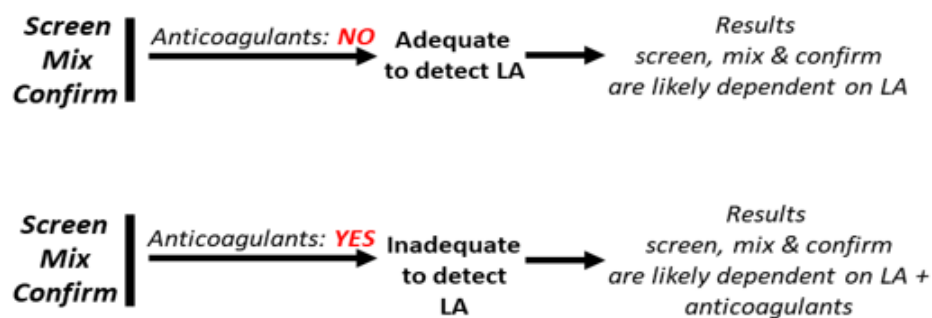 Screen
Mix
Confirm
Anticoagulants: NO
Adequate
to detect LA
Results
screen, mix & confirm
are likely dependent on LA
Screen
Mix
Confirm
Anticoagulants: YES
Inadequate
to detect
LA
Results
screen, mix & confirm
are likely dependent on LA +
anticoagulants